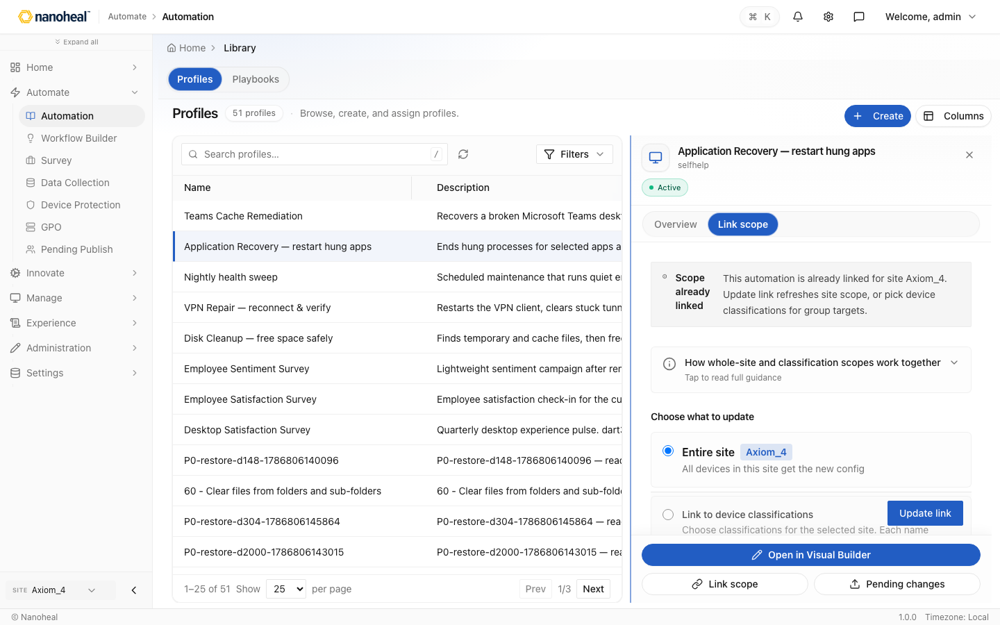 nanoheal™
Automate > Automation
⌘ K
Welcome, admin
Expand all
Home
Automate
Automation
Workflow Builder
Survey
Data Collection
Device Protection
GPO
Pending Publish
Innovate
Manage
Experience
Administration
Settings
SITE Axiom_4
Home > Library
Profiles
Playbooks
Profiles
51 profiles
· Browse, create, and assign profiles.
Create
Columns
Search profiles...
/
Filters
Name Description
Teams Cache Remediation Recovers a broken Microsoft Teams desk
Application Recovery — restart hung apps Ends hung processes for selected apps a
Nightly health sweep Scheduled maintenance that runs quiet e
VPN Repair — reconnect & verify Restarts the VPN client, clears stuck tunn
Disk Cleanup — free space safely Finds temporary and cache files, then fre
Employee Sentiment Survey Lightweight sentiment campaign after re
Employee Satisfaction Survey Employee satisfaction check-in for the cu
Desktop Satisfaction Survey Quarterly desktop experience pulse. dart
P0-restore-d148-1786806140096 P0-restore-d148-1786806140096 — rea
60 - Clear files from folders and sub-folders 60 - Clear files from folders and sub-fold
P0-restore-d304-1786806145864 P0-restore-d304-1786806145864 — rea
P0-restore-d2000-1786806143015 P0-restore-d2000-1786806143015 — rea
1–25 of 51 Show 25 per page
Prev 1/3 Next
Application Recovery — restart hung apps
selfhelp
Active
Overview
Link scope
Scope already linked
This automation is already linked for site Axiom_4.
Update link refreshes site scope, or pick device
classifications for group targets.
How whole-site and classification scopes work together
Tap to read full guidance
Choose what to update
Entire site Axiom_4
All devices in this site get the new config
Link to device classifications
Update link
Choose classifications for the selected site. Each name
Open in Visual Builder
Link scope
Pending changes
© Nanoheal
1.0.0 Timezone: Local